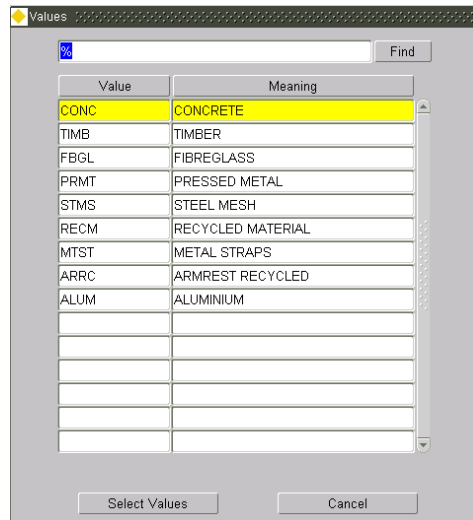 Values
% Find
Value Meaning
CONC CONCRETE
TIMB TIMBER
FBGL FIBREGLASS
PRMT PRESSED METAL
STMS STEEL MESH
RECM RECYCLED MATERIAL
MTST METAL STRAPS
ARRC ARMREST RECYCLED
ALUM ALUMINIUM
Select Values Cancel